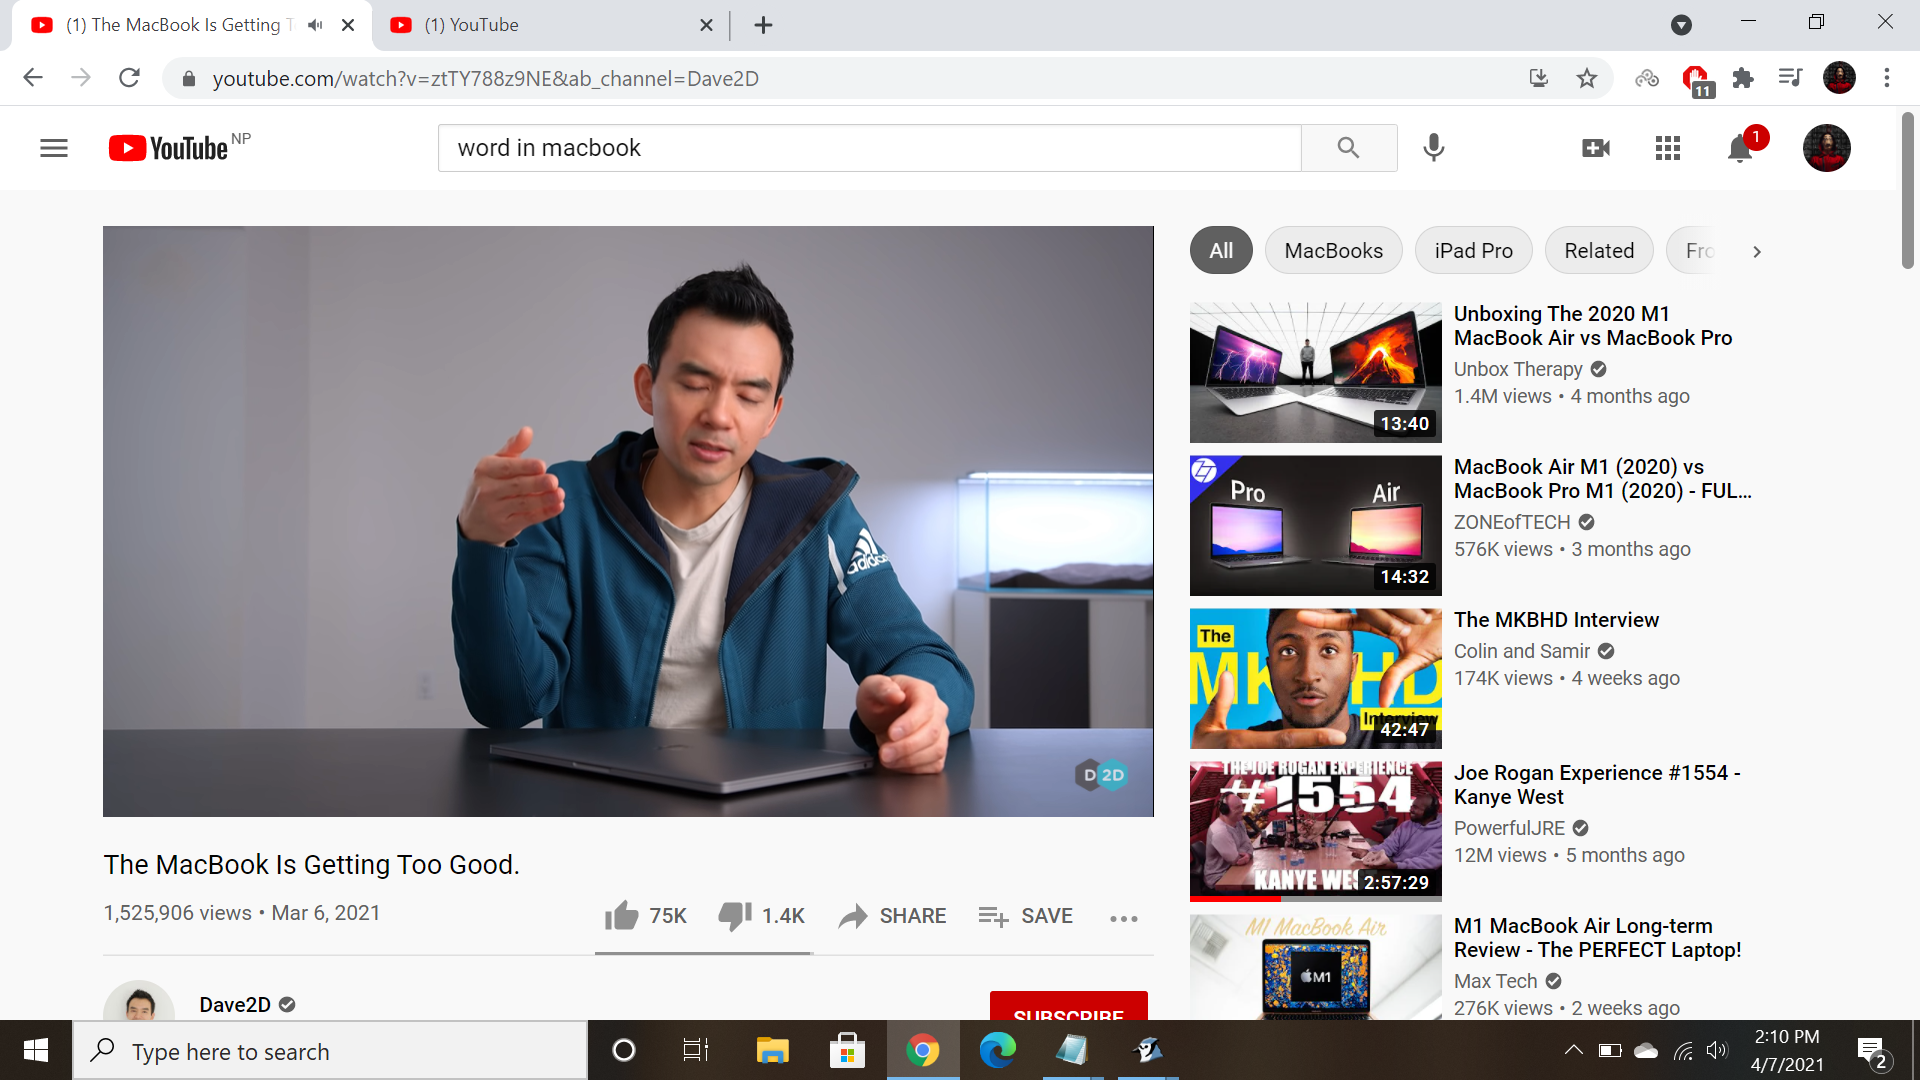 (1) The MacBook Is Getting T
(1) YouTube
youtube.com/watch?v=ztTY788z9NE&ab_channel=Dave2D
11
YouTube NP
word in macbook
1
All
MacBooks
iPad Pro
Related
Fro
adidas
D2D
Unboxing The 2020 M1
MacBook Air vs MacBook Pro
Unbox Therapy
1.4M views • 4 months ago
13:40
Pro
Air
14:32
MacBook Air M1 (2020) vs
MacBook Pro M1 (2020) - FUL...
ZONEofTECH
576K views • 3 months ago
The
MKBHD
Interview
42:47
The MKBHD Interview
Colin and Samir
174K views • 4 weeks ago
THE JOE ROGAN EXPERIENCE
#1554
KANYE WES
2:57:29
Joe Rogan Experience #1554 -
Kanye West
PowerfulJRE
12M views • 5 months ago
M1 MacBook Air
M1
M1 MacBook Air Long-term
Review - The PERFECT Laptop!
Max Tech
276K views • 2 weeks ago
The MacBook Is Getting Too Good.
1,525,906 views • Mar 6, 2021
75K
1.4K
SHARE
SAVE
Dave2D
SUBSCRIBE
Type here to search
2:10 PM
4/7/2021
2